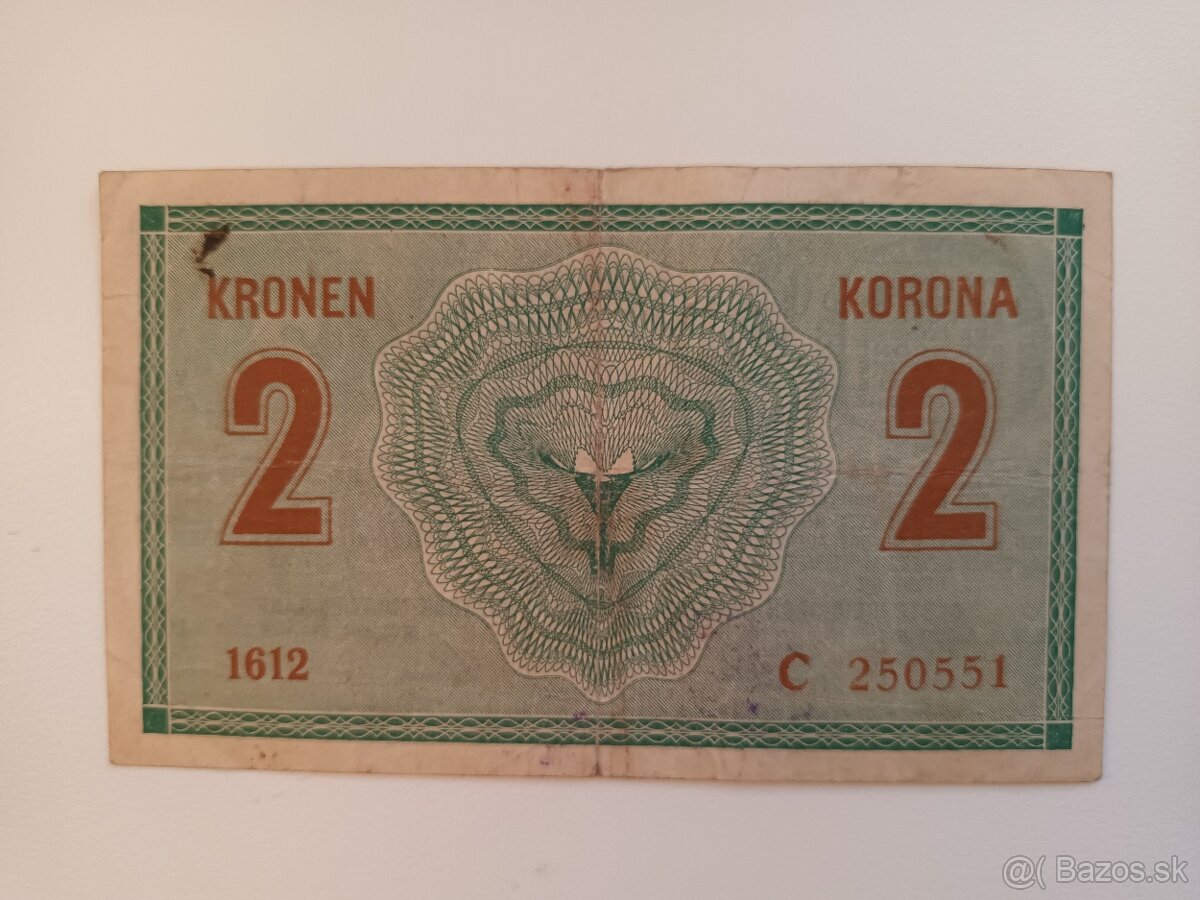 KRONEN KORONA
2 2
1612 C 250551
@( Bazos.sk